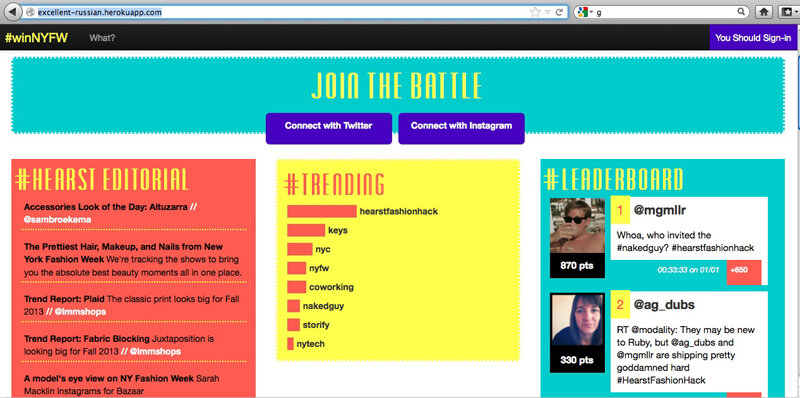 excellent-russian.herokuapp.com
g
#winNYFW
What?
You Should Sign-in
JOIN THE BATTLE
Connect with Twitter
Connect with Instagram
#HEARST EDITORIAL
Accessories Look of the Day: Altuzarra //
@sambroekema
The Prettiest Hair, Makeup, and Nails from New
York Fashion Week We're tracking the shows to bring
you the absolute best beauty moments all in one place.
Trend Report: Plaid The classic print looks big for Fall
2013 // @lmmshops
Trend Report: Fabric Blocking Juxtaposition is
looking big for Fall 2013 // @lmmshops
A model's eye view on NY Fashion Week Sarah
Macklin Instagrams for Bazaar
#TRENDING
hearstfashionhack
keys
nyc
nyfw
coworking
nakedguy
storify
nytech
#LEADERBOARD
870 pts
1 @mgmllr
Whoa, who invited the
#nakedguy? #hearstfashionhack
00:33:33 on 01/01 +650
330 pts
2 @ag_dubs
RT @modality: They may be new
to Ruby, but @ag_dubs and
@mgmllr are shipping pretty
goddamned hard
#HearstFashionHack